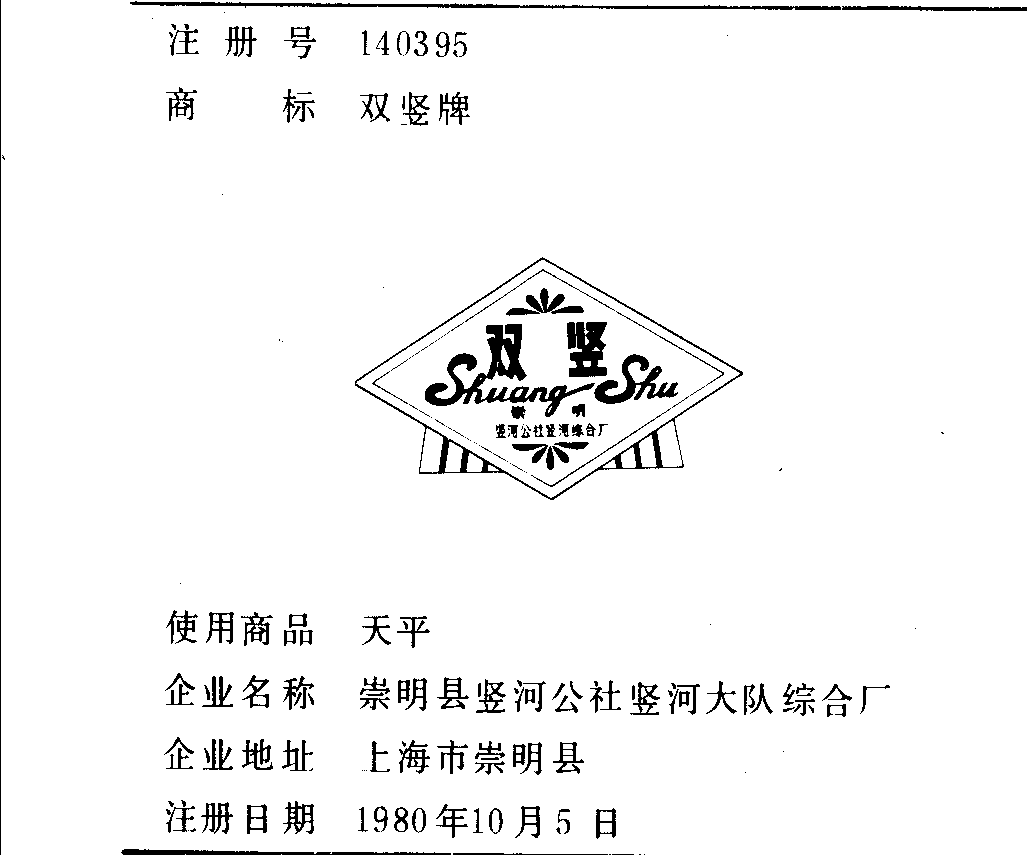 注册号 140395
商标 双竖牌
双竖
Shuang Shu
崇明
竖河公社竖河综合厂
使用商品 天平
企业名称 崇明县竖河公社竖河大队综合厂
企业地址 上海市崇明县
注册日期 1980年10月5日